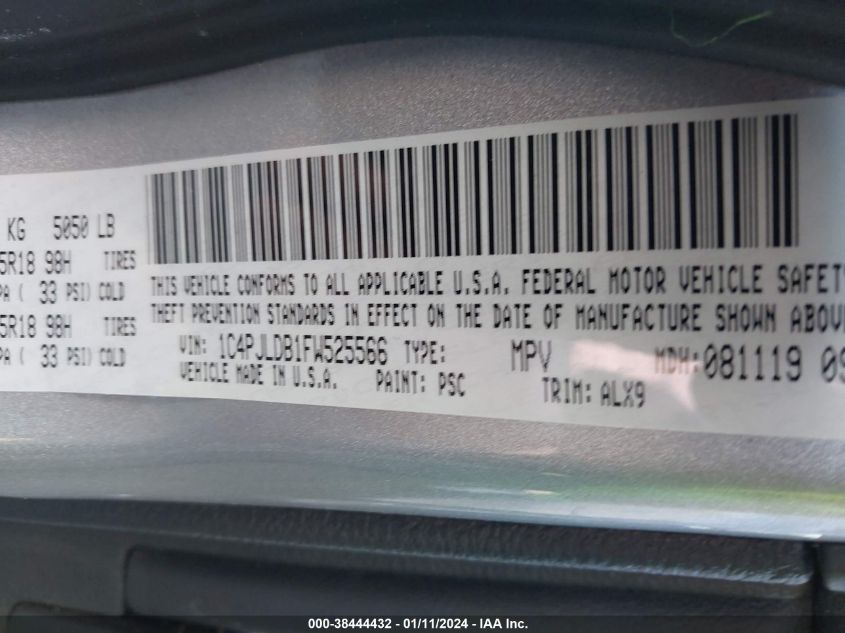 KG 5050 LB
5R18 98H TIRES
PA ( 33 PSI) COLD
5R18 98H TIRES
PA ( 33 PSI) COLD
THIS VEHICLE CONFORMS TO ALL APPLICABLE U.S.A. FEDERAL MOTOR VEHICLE SAFETY
THEFT PREVENTION STANDARDS IN EFFECT ON THE DATE OF MANUFACTURE SHOWN ABOV
VIN: 1C4PJLDB1FW525566 TYPE: MPV MDH:081119 09
VEHICLE MADE IN U.S.A. PAINT: PSC TRIM: ALX9
000-38444432 - 01/11/2024 - IAA Inc.